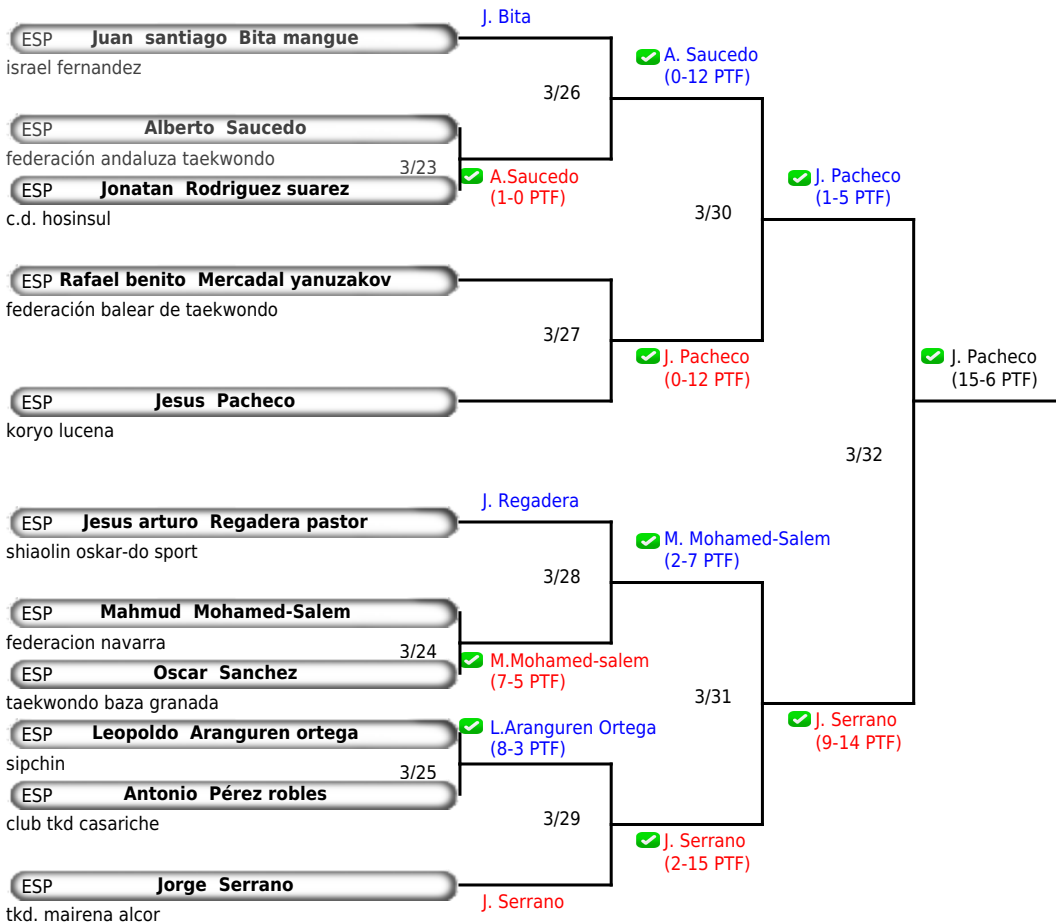 J. Bita
ESP Juan santiago Bita mangue
israel fernandez
3/26
A. Saucedo
(0-12 PTF)
ESP Alberto Saucedo
federación andaluza taekwondo
3/23
ESP Jonatan Rodriguez suarez
c.d. hosinsul
A.Saucedo
(1-0 PTF)
3/30
J. Pacheco
(1-5 PTF)
ESP Rafael benito Mercadal yanuzakov
federación balear de taekwondo
3/27
J. Pacheco
(0-12 PTF)
ESP Jesus Pacheco
koryo lucena
J. Pacheco
(15-6 PTF)
3/32
J. Regadera
ESP Jesus arturo Regadera pastor
shiaolin oskar-do sport
3/28
M. Mohamed-Salem
(2-7 PTF)
ESP Mahmud Mohamed-Salem
federacion navarra
3/24
ESP Oscar Sanchez
taekwondo baza granada
M.Mohamed-salem
(7-5 PTF)
3/31
J. Serrano
(9-14 PTF)
ESP Leopoldo Aranguren ortega
sipchin
L.Aranguren Ortega
(8-3 PTF)
3/25
ESP Antonio Pérez robles
club tkd casariche
3/29
J. Serrano
(2-15 PTF)
ESP Jorge Serrano
tkd. mairena alcor
J. Serrano